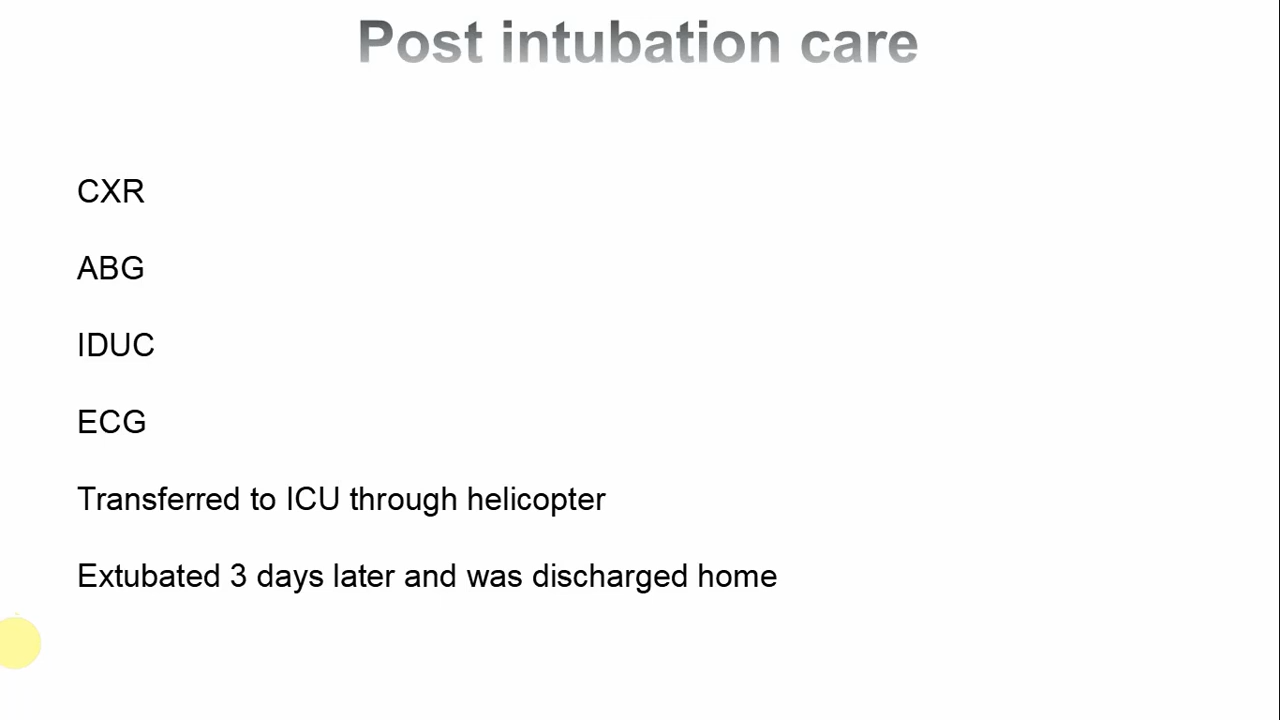 Post intubation care
CXR
ABG
IDUC
ECG
Transferred to ICU through helicopter
Extubated 3 days later and was discharged home